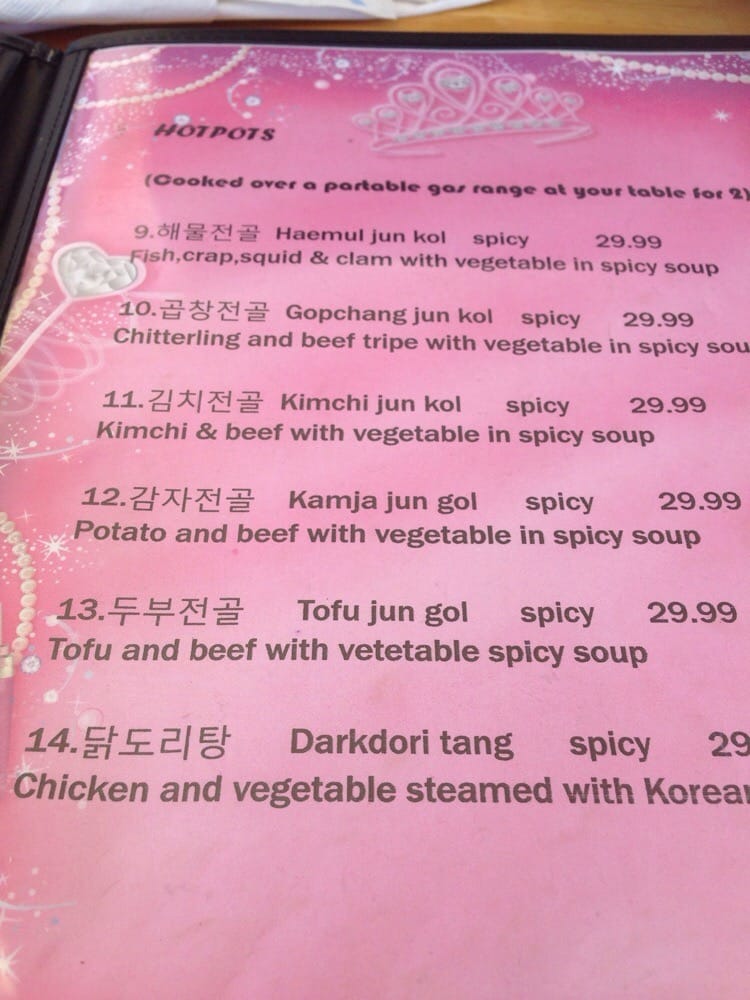 HOTPOTS
(Cooked over a partable gas range at your table for 2)
9.해물전골 Haemul jun kol spicy 29.99
Fish,crap,squid & clam with vegetable in spicy soup
10.곱창전골 Gopchang jun kol spicy 29.99
Chitterling and beef tripe with vegetable in spicy sou
11.김치전골 Kimchi jun kol spicy 29.99
Kimchi & beef with vegetable in spicy soup
12.감자전골 Kamja jun gol spicy 29.99
Potato and beef with vegetable in spicy soup
13.두부전골 Tofu jun gol spicy 29.99
Tofu and beef with vetetable spicy soup
14.닭도리탕 Darkdori tang spicy 29
Chicken and vegetable steamed with Korean